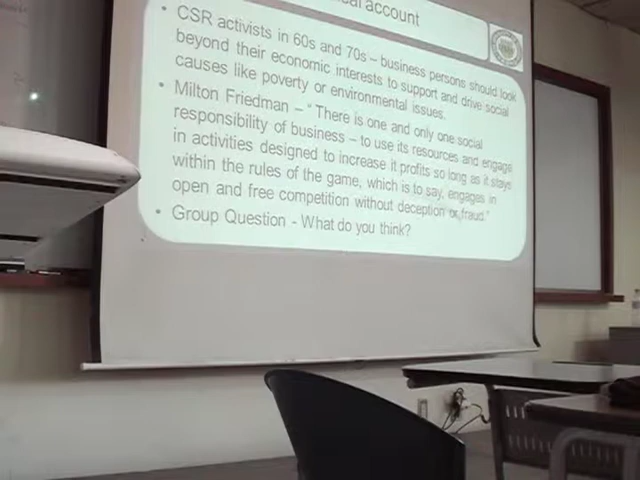 account
• CSR activists in 60s and 70s – business persons should look
beyond their economic interests to support and drive social
causes like poverty or environmental issues.
• Milton Friedman – " There is one and only one social
responsibility of business – to use its resources and engage
in activities designed to increase it profits so long as it stays
within the rules of the game, which is to say, engages in
open and free competition without deception or fraud."
• Group Question - What do you think?